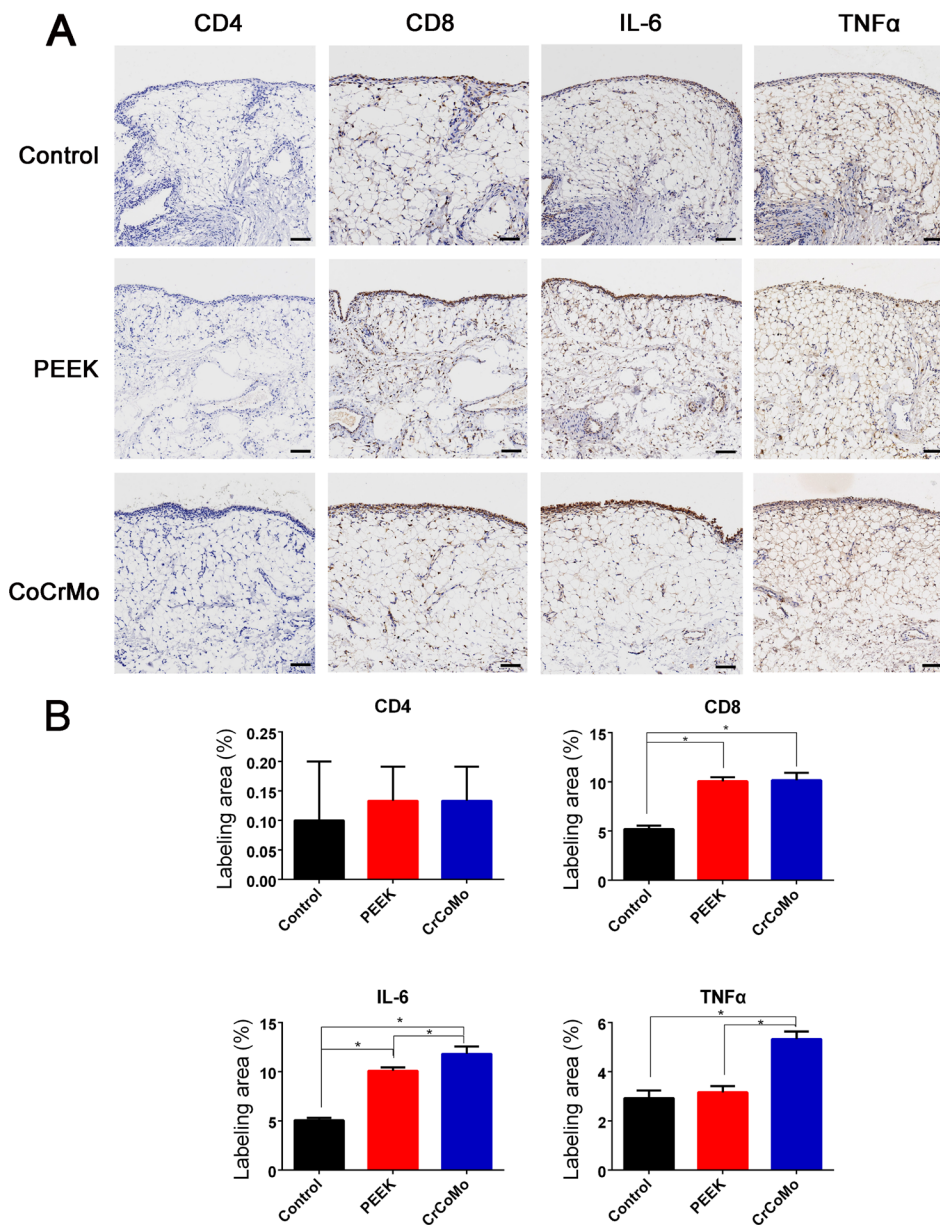 A
CD4 CD8 IL-6 TNFα
Control
PEEK
CoCrMo
B
CD4
Labeling area (%)
0.25
0.20
0.15
0.10
0.05
0.00
Control PEEK CrCoMo
CD8
Labeling area (%)
15
10
5
0
* *
Control PEEK CrCoMo
IL-6
Labeling area (%)
15
10
5
0
* * *
Control PEEK CrCoMo
TNFα
Labeling area (%)
6
4
2
0
* *
Control PEEK CrCoMo